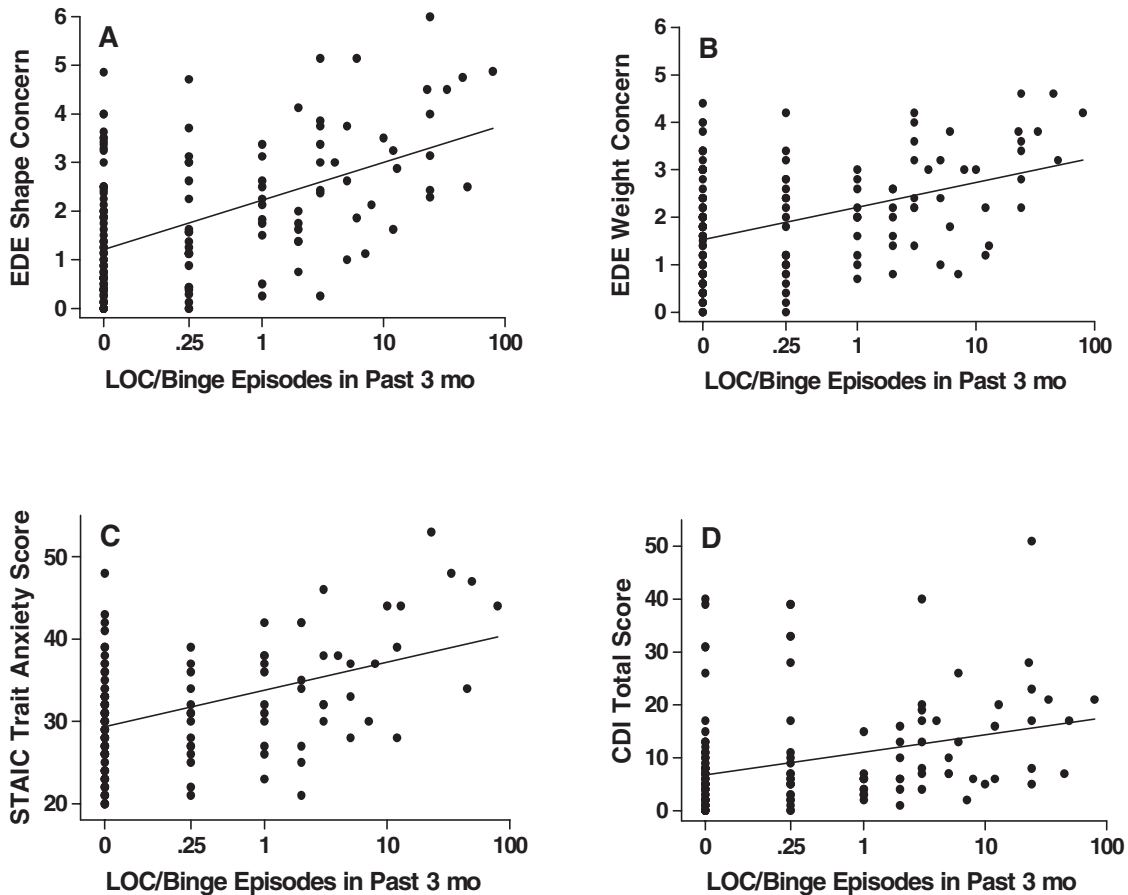 A
EDE Shape Concern
6
5
4
3
2
1
0
0 .25 1 10 100
LOC/Binge Episodes in Past 3 mo
B
EDE Weight Concern
6
5
4
3
2
1
0
0 .25 1 10 100
LOC/Binge Episodes in Past 3 mo
C
STAIC Trait Anxiety Score
50
40
30
20
0 .25 1 10 100
LOC/Binge Episodes in Past 3 mo
D
CDI Total Score
50
40
30
20
10
0
0 .25 1 10 100
LOC/Binge Episodes in Past 3 mo